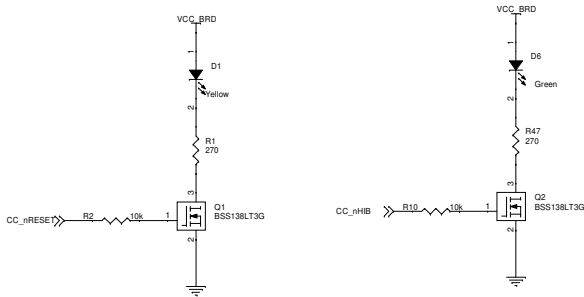 VCC_BRD
1
D1
Yellow
2
R1
270
3
Q1
BSS138LT3G
CC_nRESET
R2
10k
1
2
VCC_BRD
1
D6
Green
2
R47
270
3
Q2
BSS138LT3G
CC_nHIB
R10
10k
1
2